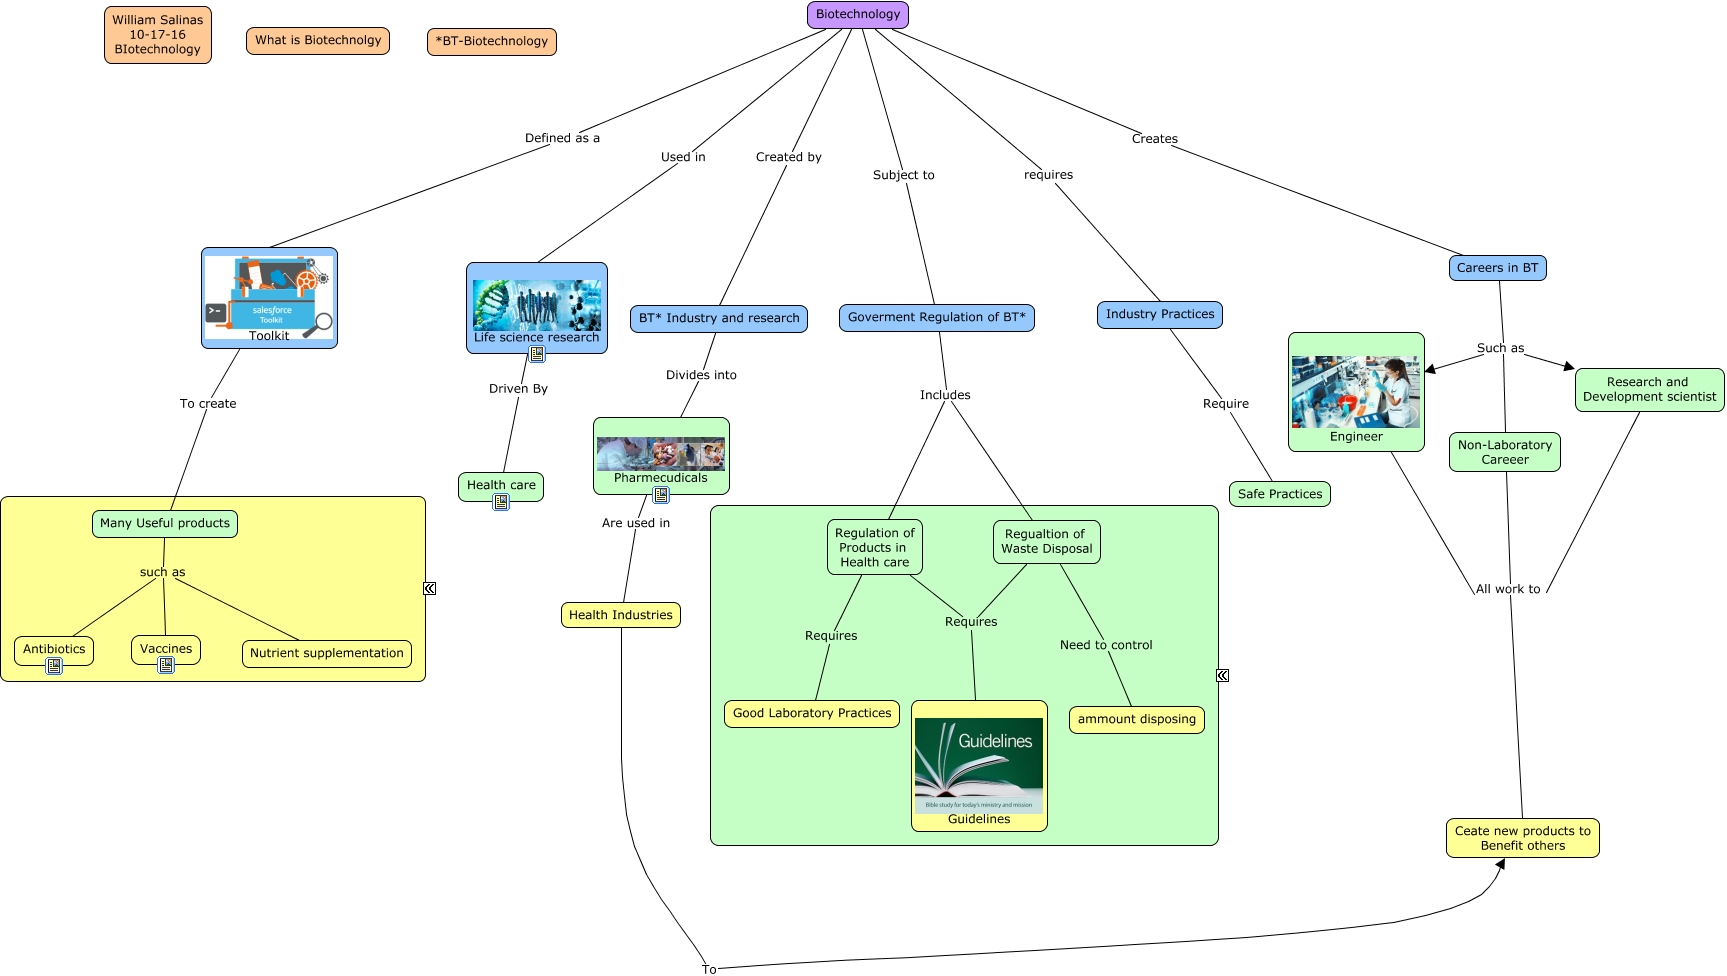 William Salinas
10-17-16
BIotechnology
What is Biotechnolgy
*BT-Biotechnology
Biotechnology
Defined as a
Used in
Created by
Subject to
requires
Creates
salesforce
Toolkit
>-
Toolkit
Life science research
BT* Industry and research
Goverment Regulation of BT*
Industry Practices
Careers in BT
To create
Driven By
Divides into
Includes
Require
Such as
Engineer
Research and
Development scientist
Non-Laboratory
Careeer
Health care
Pharmecudicals
Safe Practices
Many Useful products
such as
Antibiotics
Vaccines
Nutrient supplementation
Are used in
Health Industries
Regulation of
Products in
Health care
Regualtion of
Waste Disposal
Requires
Requires
Need to control
Good Laboratory Practices
Guidelines
Bible study for today's ministry and mission
Guidelines
ammount disposing
All work to
Ceate new products to
Benefit others
To